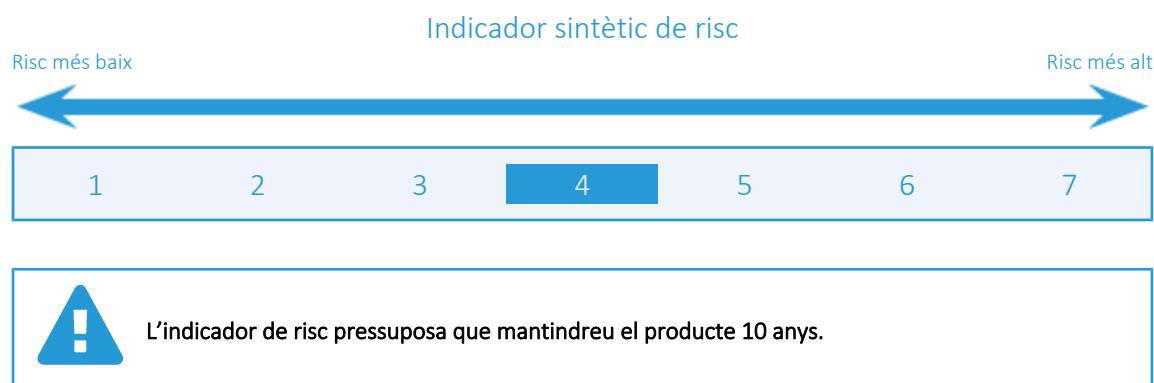 Indicador sintètic de risc
Risc més baix Risc més alt
1 2 3 4 5 6 7
L'indicador de risc pressuposa que mantindreu el producte 10 anys.